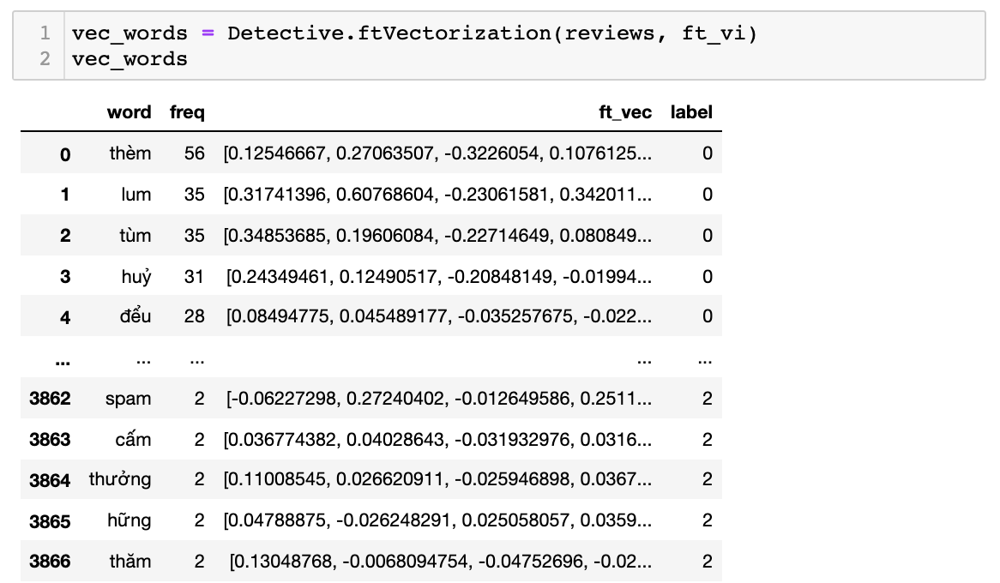 1 vec_words = Detective.ftVectorization(reviews, ft_vi)
2 vec_words
word freq ft_vec label
0 thèm 56 [0.12546667, 0.27063507, -0.3226054, 0.1076125... 0
1 lum 35 [0.31741396, 0.60768604, -0.23061581, 0.342011... 0
2 tùm 35 [0.34853685, 0.19606084, -0.22714649, 0.080849... 0
3 huỷ 31 [0.24349461, 0.12490517, -0.20848149, -0.01994... 0
4 đểu 28 [0.08494775, 0.045489177, -0.035257675, -0.022... 0
... ... ... ... ...
3862 spam 2 [-0.06227298, 0.27240402, -0.012649586, 0.2511... 2
3863 cấm 2 [0.036774382, 0.04028643, -0.031932976, 0.0316... 2
3864 thưởng 2 [0.11008545, 0.026620911, -0.025946898, 0.0367... 2
3865 hững 2 [0.04788875, -0.026248291, 0.025058057, 0.0359... 2
3866 thăm 2 [0.13048768, -0.0068094754, -0.04752696, -0.02... 2